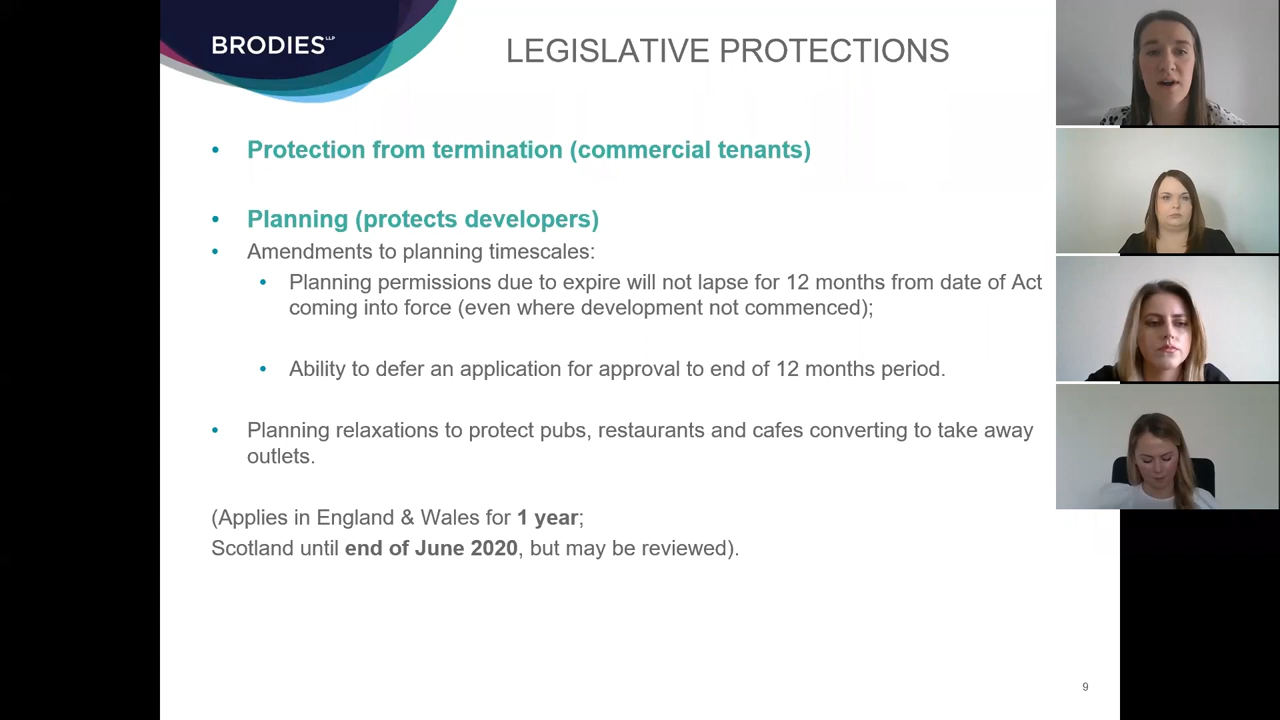 BRODIES LLP
LEGISLATIVE PROTECTIONS
• Protection from termination (commercial tenants)
• Planning (protects developers)
• Amendments to planning timescales:
• Planning permissions due to expire will not lapse for 12 months from date of Act
coming into force (even where development not commenced);
• Ability to defer an application for approval to end of 12 months period.
• Planning relaxations to protect pubs, restaurants and cafes converting to take away
outlets.
(Applies in England & Wales for 1 year;
Scotland until end of June 2020, but may be reviewed).
9